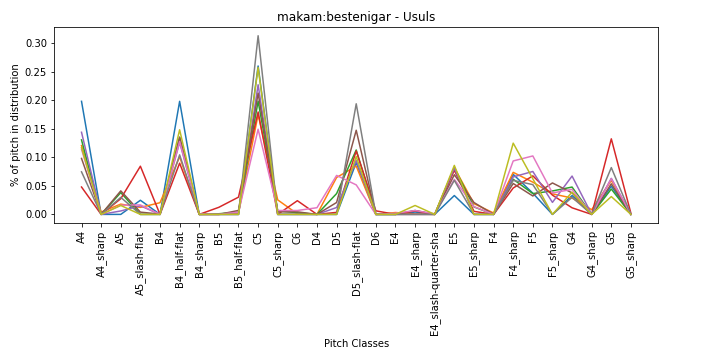 makam:bestenigar - Usuls
% of pitch in distribution
0.30
0.25
0.20
0.15
0.10
0.05
0.00
A4
A4_sharp
A5
A5_slash-flat
B4
B4_half-flat
B4_sharp
B5
B5_half-flat
C5
C5_sharp
C6
D4
D5
D5_slash-flat
D6
E4
E4_sharp
E4_slash-quarter-sha
E5
E5_sharp
F4
F4_sharp
F5
F5_sharp
G4
G4_sharp
G5
G5_sharp
Pitch Classes